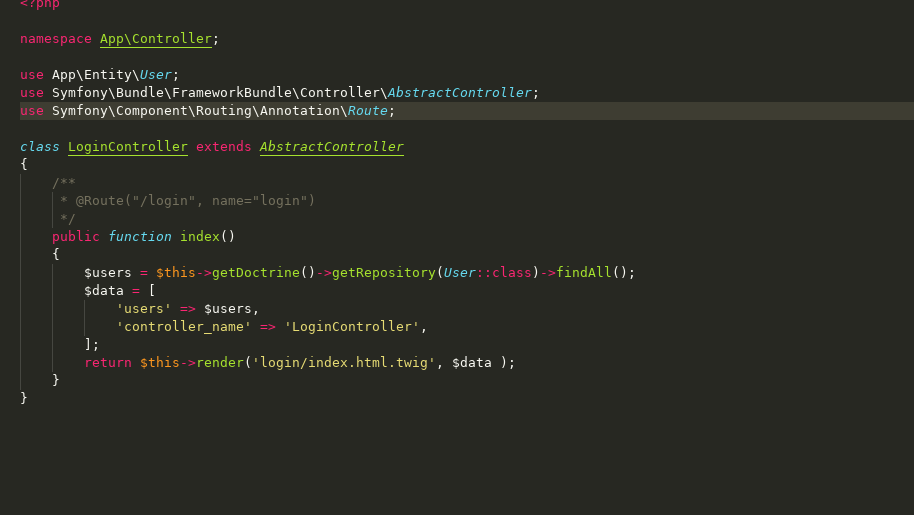 <?php
namespace App\Controller;
use App\Entity\User;
use Symfony\Bundle\FrameworkBundle\Controller\AbstractController;
use Symfony\Component\Routing\Annotation\Route;
class LoginController extends AbstractController
{
    /**
     * @Route("/login", name="login")
     */
    public function index()
    {
        $users = $this->getDoctrine()->getRepository(User::class)->findAll();
        $data = [
            'users' => $users,
            'controller_name' => 'LoginController',
        ];
        return $this->render('login/index.html.twig', $data );
    }
}